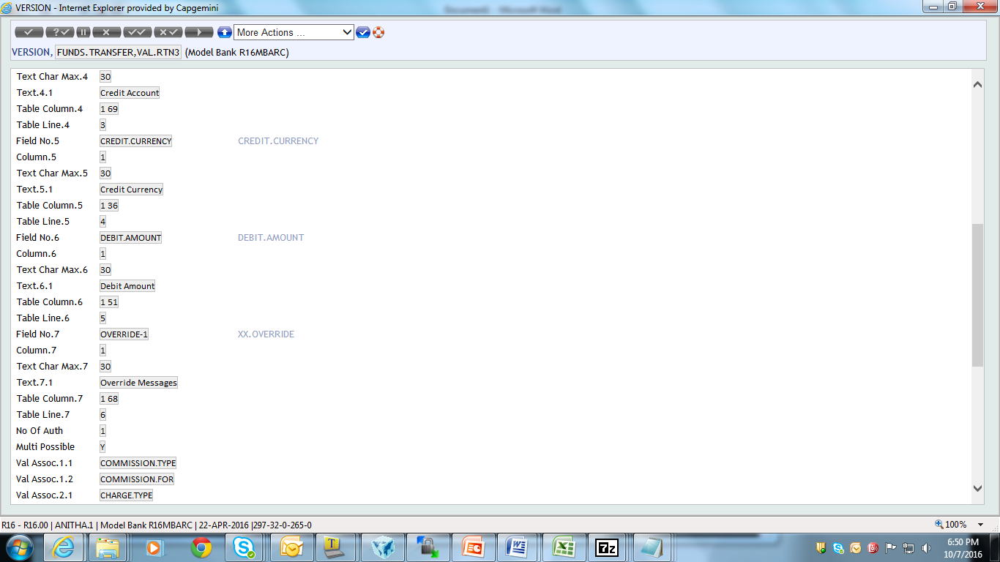 VERSION - Internet Explorer provided by Capgemini
More Actions ...
VERSION, FUNDS.TRANSFER,VAL.RTN3 (Model Bank R16MBARC)
Text Char Max.4 30
Text.4.1 Credit Account
Table Column.4 1 69
Table Line.4 3
Field No.5 CREDIT.CURRENCY CREDIT.CURRENCY
Column.5 1
Text Char Max.5 30
Text.5.1 Credit Currency
Table Column.5 1 36
Table Line.5 4
Field No.6 DEBIT.AMOUNT DEBIT.AMOUNT
Column.6 1
Text Char Max.6 30
Text.6.1 Debit Amount
Table Column.6 1 51
Table Line.6 5
Field No.7 OVERRIDE-1 XX.OVERRIDE
Column.7 1
Text Char Max.7 30
Text.7.1 Override Messages
Table Column.7 1 68
Table Line.7 6
No Of Auth 1
Multi Possible Y
Val Assoc.1.1 COMMISSION.TYPE
Val Assoc.1.2 COMMISSION.FOR
Val Assoc.2.1 CHARGE.TYPE
R16 - R16.00 | ANITHA.1 | Model Bank R16MBARC | 22-APR-2016 |297-32-0-265-0
100%
6:50 PM
10/7/2016